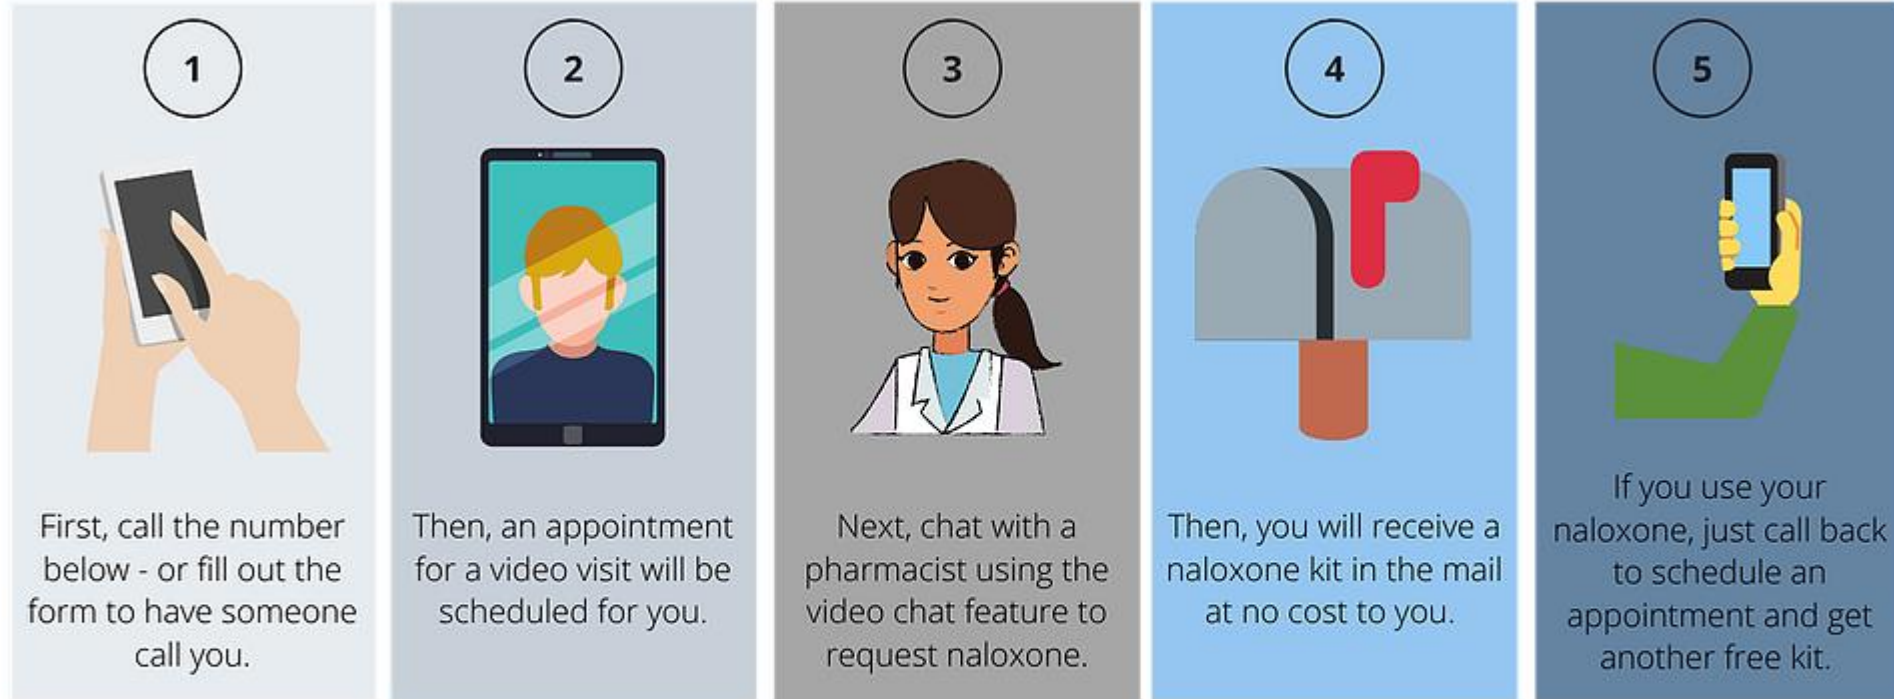 1
First, call the number
below - or fill out the
form to have someone
call you.
2
Then, an appointment
for a video visit will be
scheduled for you.
3
Next, chat with a
pharmacist using the
video chat feature to
request naloxone.
4
Then, you will receive a
naloxone kit in the mail
at no cost to you.
5
If you use your
naloxone, just call back
to schedule an
appointment and get
another free kit.